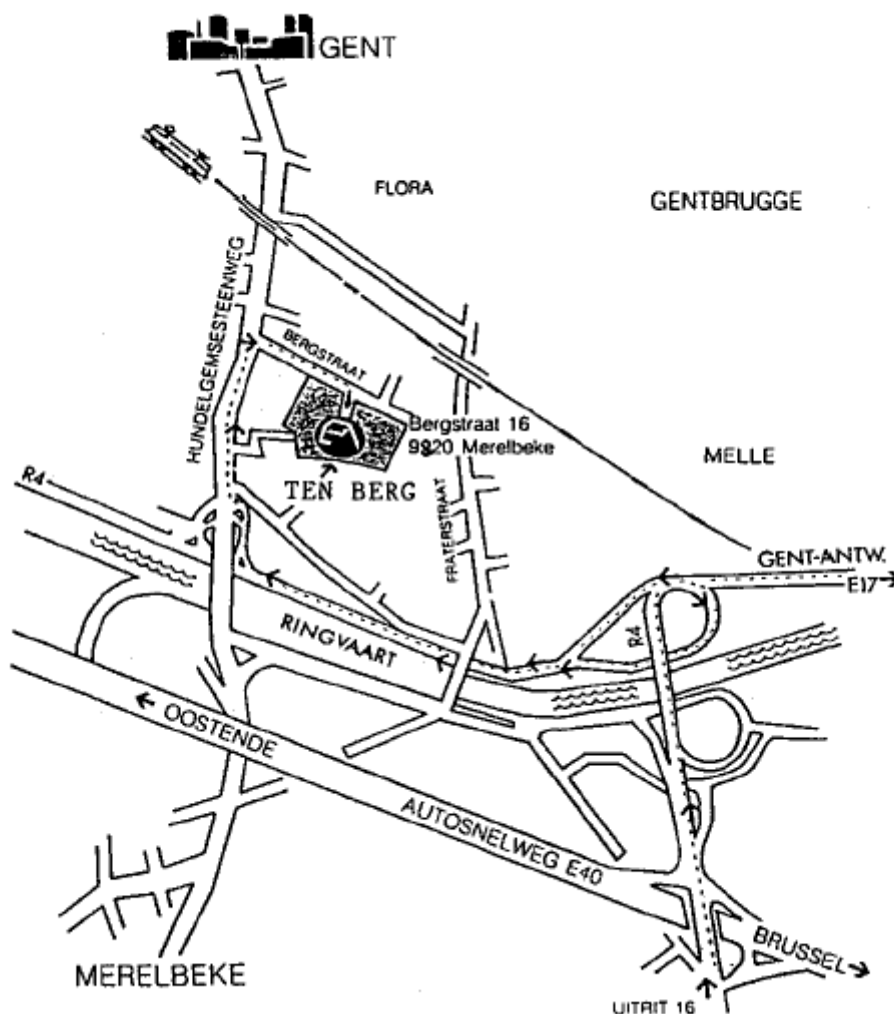 GENT
FLORA
GENTBRUGGE
HUNDELGEMSESTEENWEG
BERGSTRAAT
Bergstraat 16
9820 Merelbeke
MELLE
R4
TEN BERG
FRATERSTRAAT
GENT-ANTW.
E17
RINGVAART
R4
OOSTENDE
AUTOSNELWEG E40
BRUSSEL
MERELBEKE
UITRIT 16